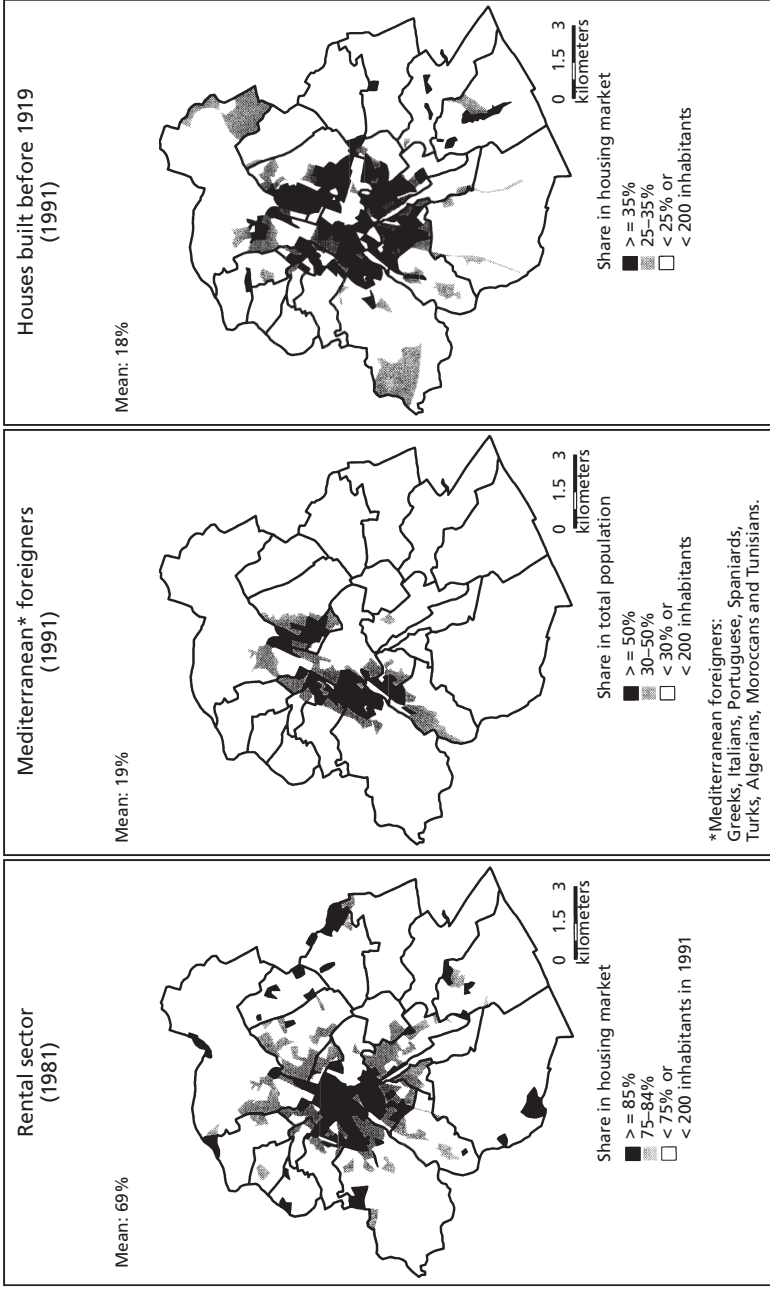 Rental sector
(1981)
Mean: 69%
0 1.5 3
kilometers
Share in housing market
> = 85%
75–84%
< 75% or
< 200 inhabitants in 1991
Mediterranean* foreigners
(1991)
Mean: 19%
0 1.5 3
kilometers
Share in total population
> = 50%
30–50%
< 30% or
< 200 inhabitants
*Mediterranean foreigners:
Greeks, Italians, Portuguese, Spaniards,
Turks, Algerians, Moroccans and Tunisians.
Houses built before 1919
(1991)
Mean: 18%
0 1.5 3
kilometers
Share in housing market
> = 35%
25–35%
< 25% or
< 200 inhabitants